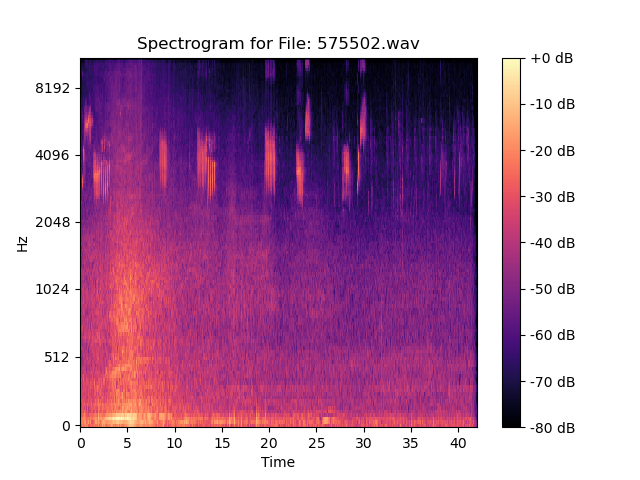 Spectrogram for File: 575502.wav
8192
4096
2048
1024
512
0
Hz
0 5 10 15 20 25 30 35 40
Time
+0 dB
-10 dB
-20 dB
-30 dB
-40 dB
-50 dB
-60 dB
-70 dB
-80 dB